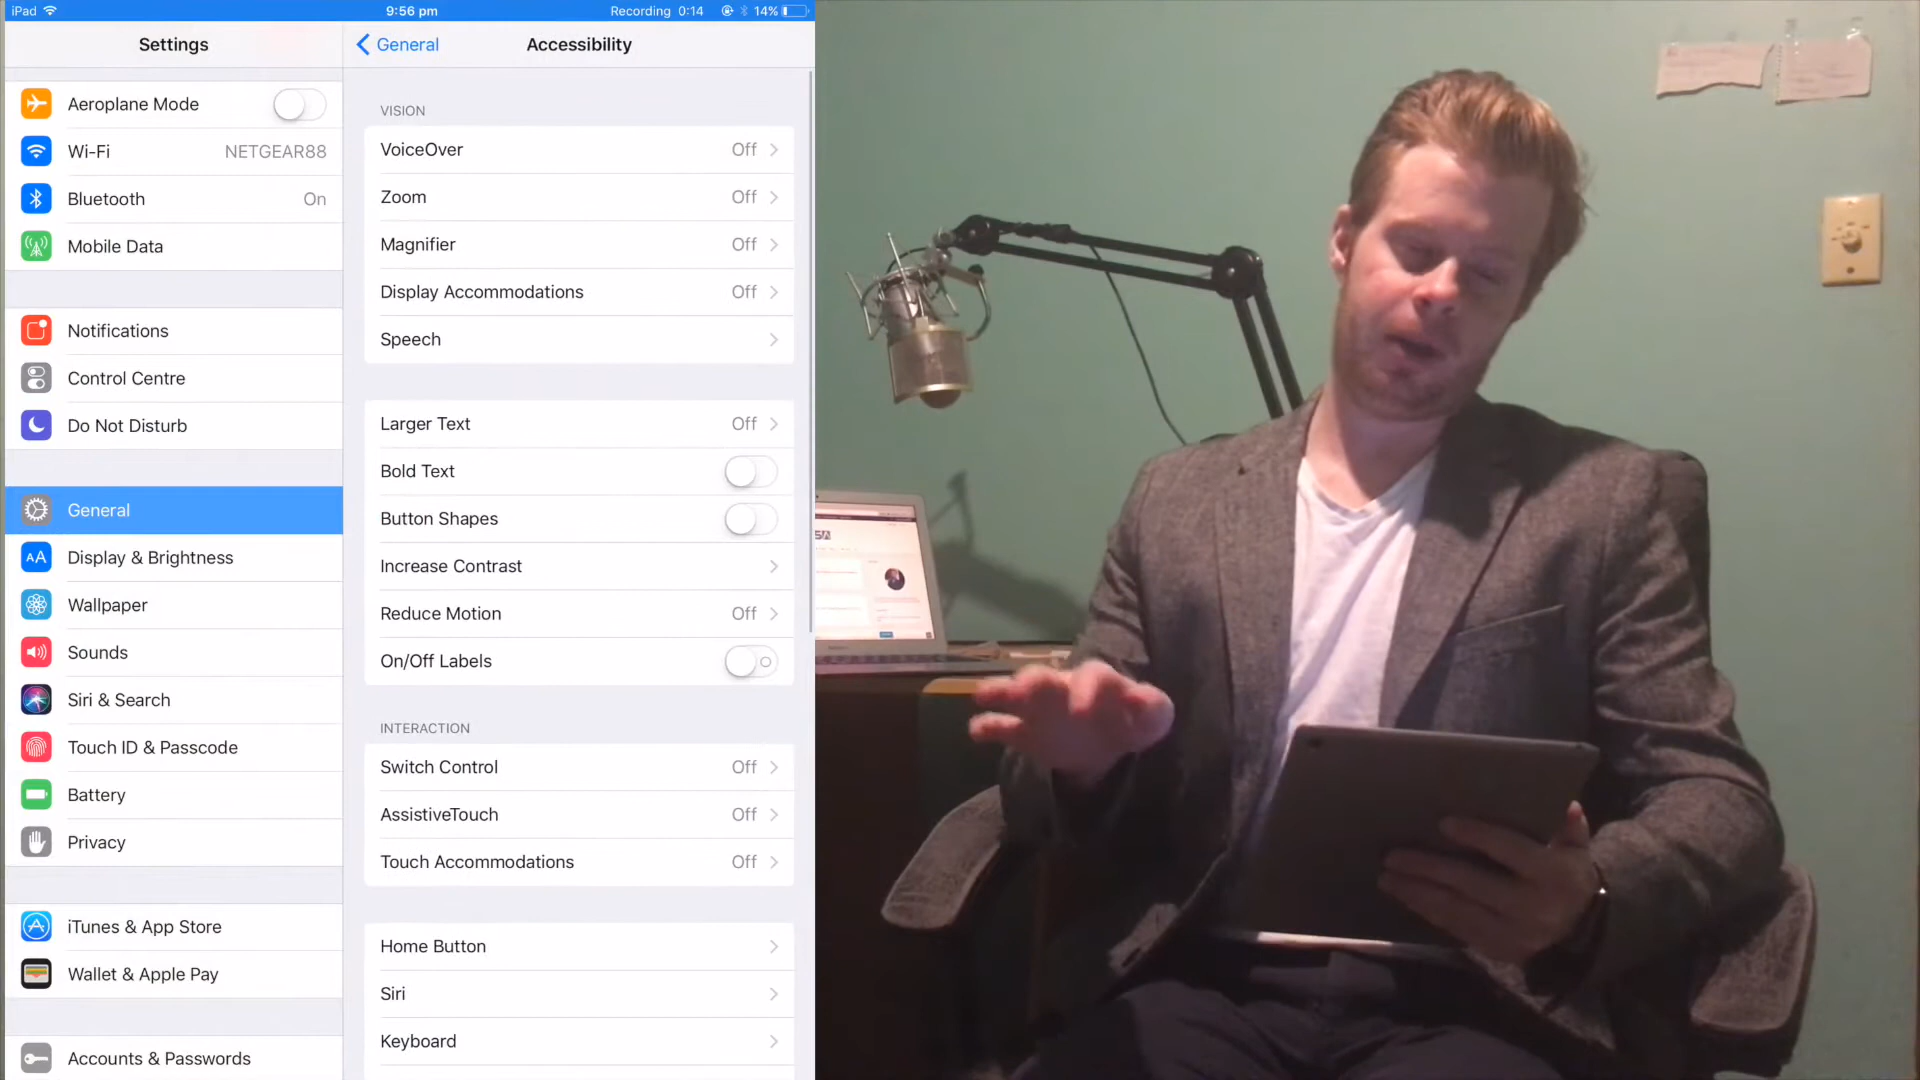 iPad
9:56 pm
Recording 0:14
14%
Settings
Aeroplane Mode
Wi-Fi NETGEAR88
Bluetooth On
Mobile Data
Notifications
Control Centre
Do Not Disturb
General
AA Display & Brightness
Wallpaper
Sounds
Siri & Search
Touch ID & Passcode
Battery
Privacy
iTunes & App Store
Wallet & Apple Pay
Accounts & Passwords
General Accessibility
VISION
VoiceOver Off
Zoom Off
Magnifier Off
Display Accommodations Off
Speech
Larger Text Off
Bold Text
Button Shapes
Increase Contrast
Reduce Motion Off
On/Off Labels
INTERACTION
Switch Control Off
AssistiveTouch Off
Touch Accommodations Off
Home Button
Siri
Keyboard